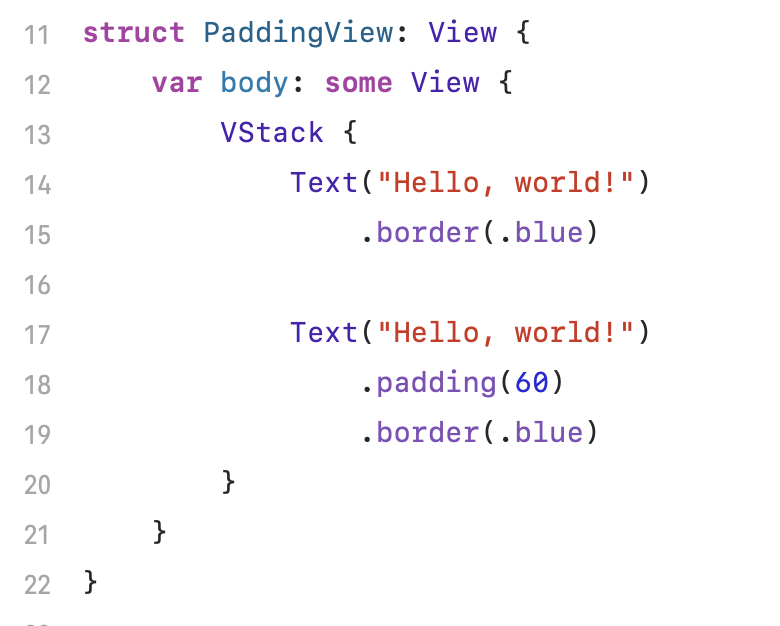 11 struct PaddingView: View {
12     var body: some View {
13         VStack {
14             Text("Hello, world!")
15                 .border(.blue)
16
17             Text("Hello, world!")
18                 .padding(60)
19                 .border(.blue)
20         }
21     }
22 }